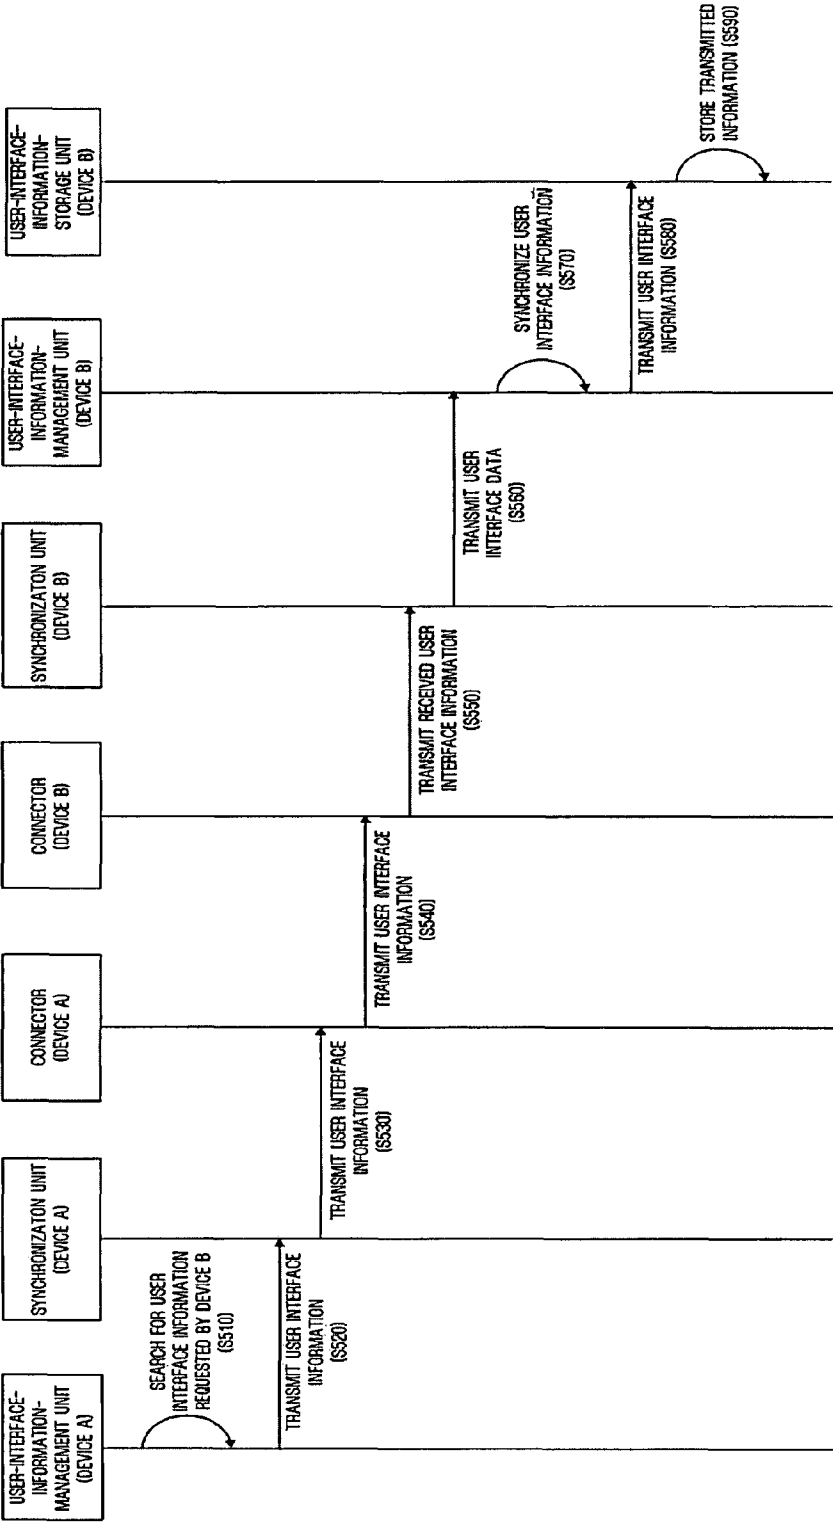 USER-INTERFACE-
INFORMATION-
MANAGEMENT UNIT
(DEVICE A)
SYNCHRONIZATON UNIT
(DEVICE A)
CONNECTOR
(DEVICE A)
CONNECTOR
(DEVICE B)
SYNCHRONIZATON UNIT
(DEVICE B)
USER-INTERFACE-
INFORMATION-
MANAGEMENT UNIT
(DEVICE B)
USER-INTERFACE-
INFORMATION-
STORAGE UNIT
(DEVICE B)
SEARCH FOR USER
INTERFACE INFORMATION
REQUESTED BY DEVICE B
(S510)
TRANSMIT USER INTERFACE
INFORMATION
(S520)
TRANSMIT USER INTERFACE
INFORMATION
(S530)
TRANSMIT USER INTERFACE
INFORMATION
(S540)
TRANSMIT RECEIVED USER
INTERFACE INFORMATION
(S550)
TRANSMIT USER
INTERFACE DATA
(S560)
SYNCHRONIZE USER
INTERFACE INFORMATION
(S570)
TRANSMIT USER INTERFACE
INFORMATION (S580)
STORE TRANSMITTED
INFORMATION (S590)